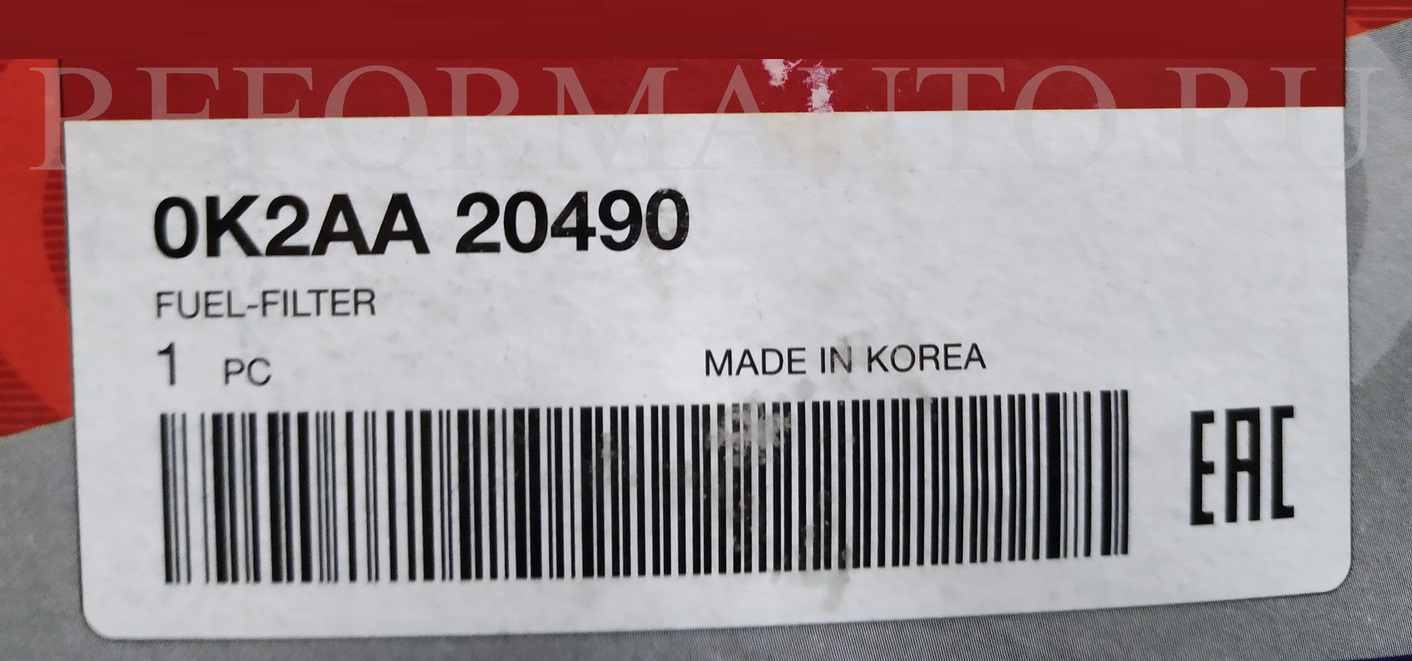 REFORMAUTO.RU
0K2AA 20490
FUEL-FILTER
1 PC
MADE IN KOREA
EAC